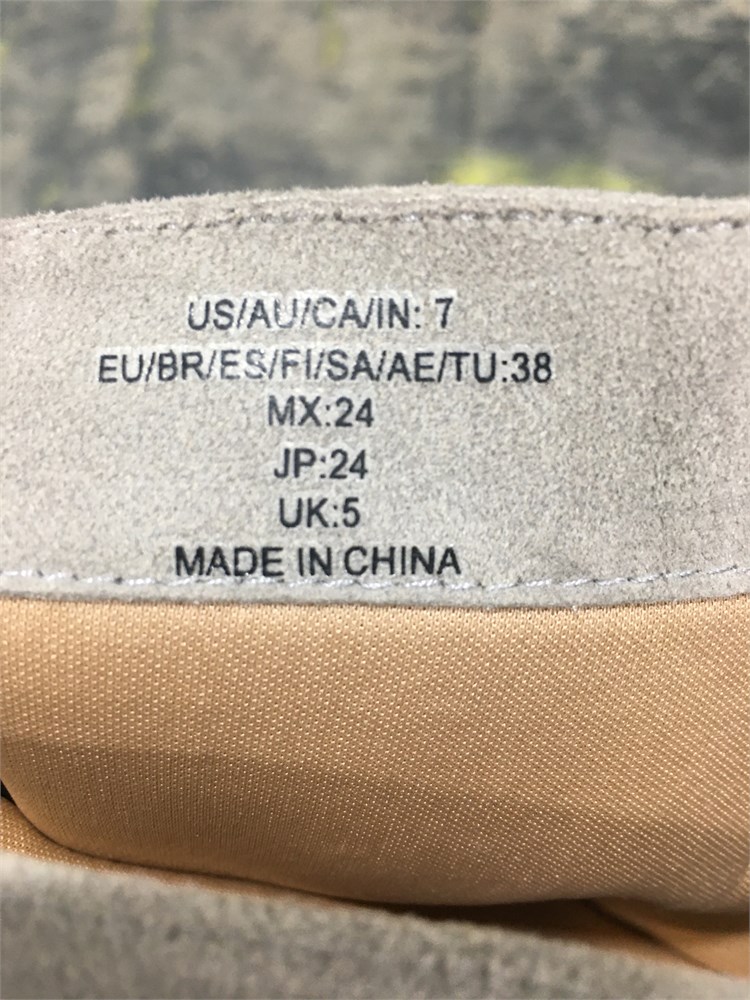 US/AU/CA/IN: 7
EU/BR/ES/FI/SA/AE/TU:38
MX:24
JP:24
UK:5
MADE IN CHINA